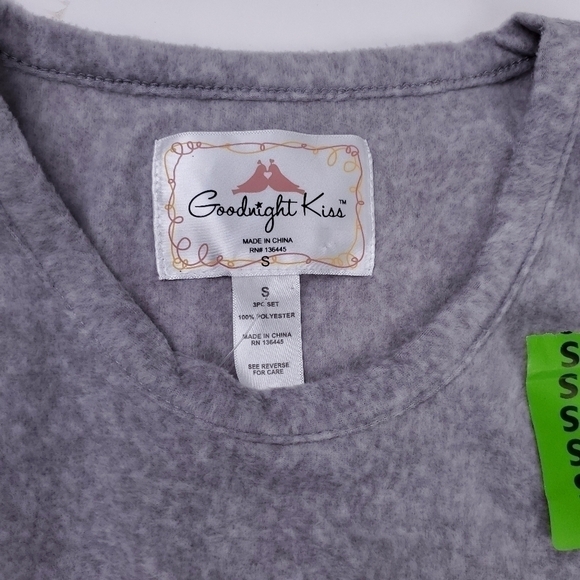 Goodnight Kiss™
MADE IN CHINA
RN# 136445
S
S
3PC SET
100% POLYESTER
MADE IN CHINA
RN 136445
SEE REVERSE
FOR CARE
S
S
S
S